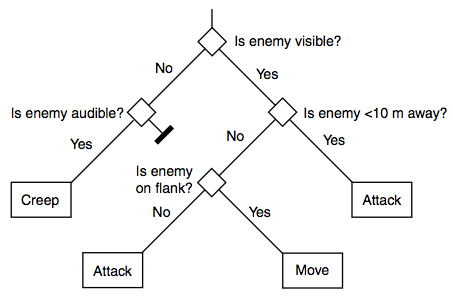 Is enemy visible?
No
Yes
Is enemy audible?
Is enemy <10 m away?
Yes
No
Yes
Is enemy
on flank?
Creep
Attack
No
Yes
Attack
Move